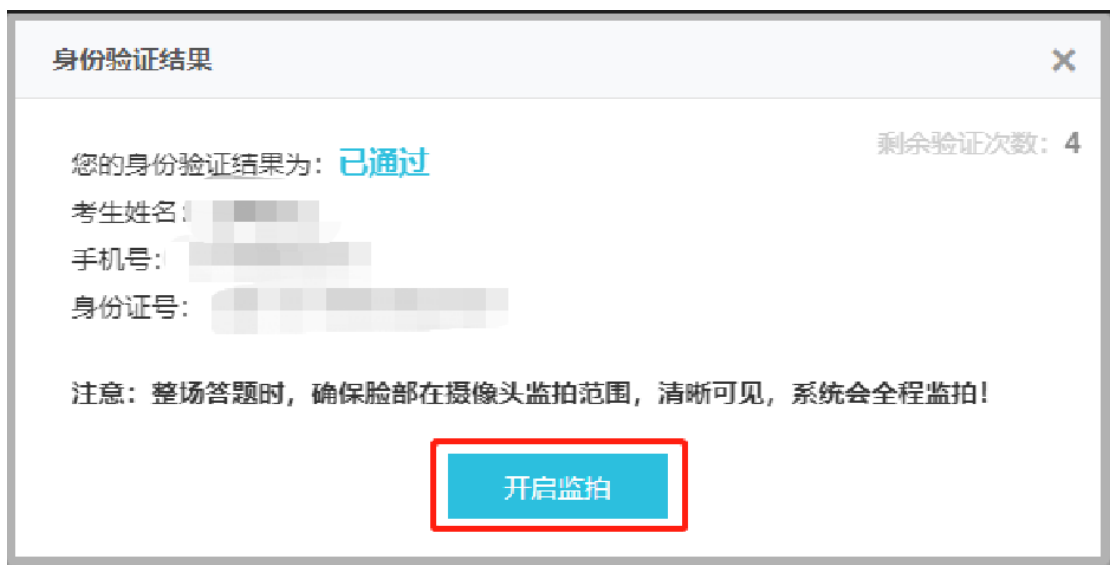 身份验证结果
剩余验证次数：4
您的身份验证结果为：已通过
考生姓名：
手机号：
身份证号：
注意：整场答题时，确保脸部在摄像头监拍范围，清晰可见，系统会全程监拍！
开启监拍